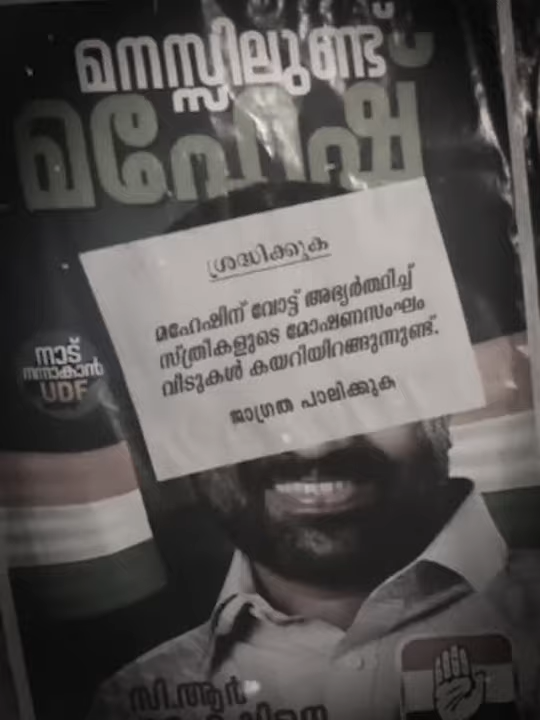 മനസ്സിലുണ്ട്
മഹേഷ്
ശ്രദ്ധിക്കുക
മഹേഷിന് വോട്ട് അഭ്യർത്ഥിച്ച്
സ്ത്രീകളുടെ മോഷണസംഘം
വീടുകൾ കയറിയിറങ്ങുന്നുണ്ട്.
ജാഗ്രത പാലിക്കുക
നാട്
നന്നാകാൻ
UDF
സി.ആർ